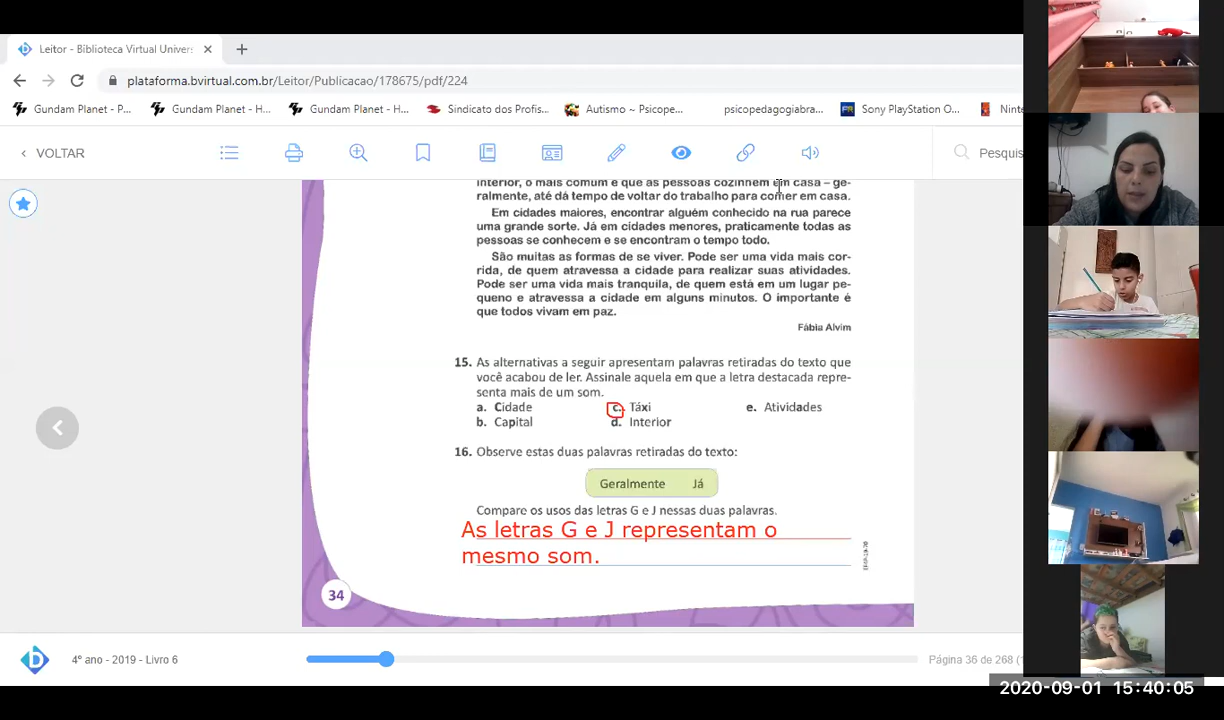 Leitor - Biblioteca Virtual Univers
plataforma.bvirtual.com.br/Leitor/Publicacao/178675/pdf/224
Gundam Planet - P... Gundam Planet - H... Gundam Planet - H... Sindicato dos Profis... Autismo ~ Psicope... psicopedagogiabra... Sony PlayStation O... Ninte
VOLTAR
Pesquis
interior, o mais comum é que as pessoas cozinhem em casa – ge-
ralmente, até dá tempo de voltar do trabalho para comer em casa.
Em cidades maiores, encontrar alguém conhecido na rua parece
uma grande sorte. Já em cidades menores, praticamente todas as
pessoas se conhecem e se encontram o tempo todo.
São muitas as formas de se viver. Pode ser uma vida mais cor-
rida, de quem atravessa a cidade para realizar suas atividades.
Pode ser uma vida mais tranquila, de quem está em um lugar pe-
queno e atravessa a cidade em alguns minutos. O importante é
que todos vivam em paz.
Fábia Alvim
15. As alternativas a seguir apresentam palavras retiradas do texto que
você acabou de ler. Assinale aquela em que a letra destacada repre-
senta mais de um som.
a. Cidade c. Táxi e. Atividades
b. Capital d. Interior
16. Observe estas duas palavras retiradas do texto:
Geralmente Já
Compare os usos das letras G e J nessas duas palavras.
As letras G e J representam o
mesmo som.
34
4º ano - 2019 - Livro 6
Página 36 de 268 (1
2020-09-01 15:40:05